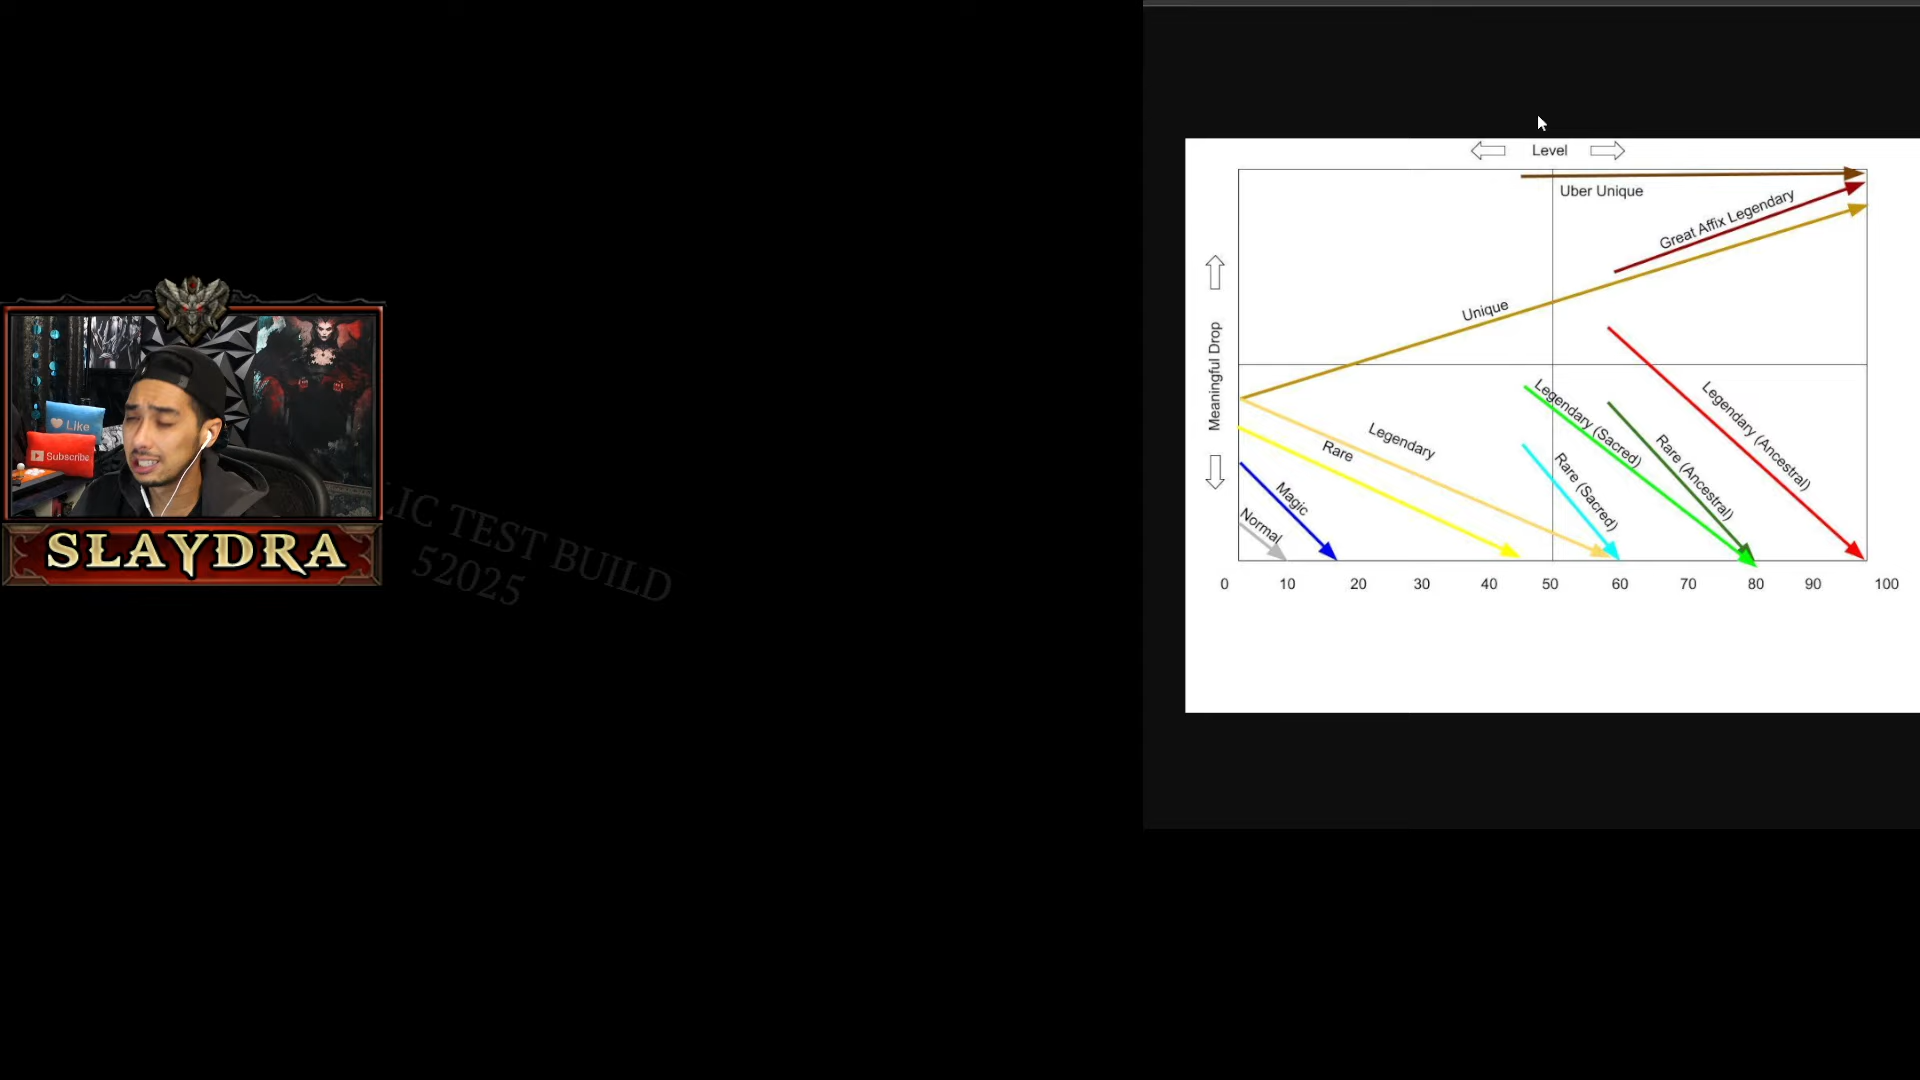 Level
Uber Unique
Great Affix Legendary
Unique
Meaningful Drop
Legendary
Rare
Legendary (Sacred)
Rare (Sacred)
Rare (Ancestral)
Legendary (Ancestral)
Magic
Normal
0 10 20 30 40 50 60 70 80 90 100
Like
Subscribe
SLAYDRA
LIC TEST BUILD
52025